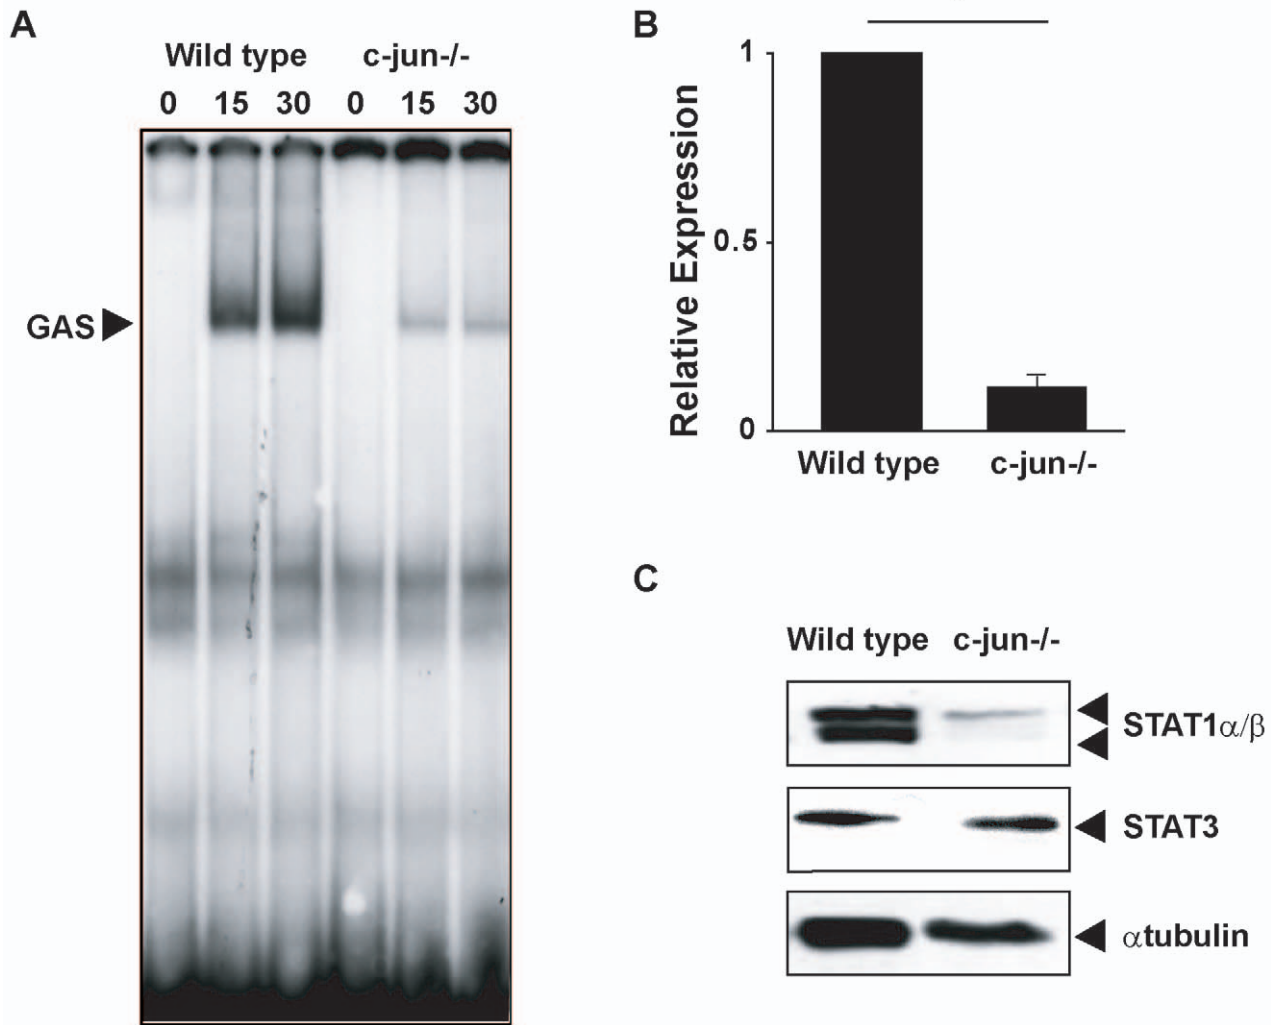 A
Wild type c-jun-/-
0 15 30 0 15 30
GAS
B
Relative Expression
1
0.5
0
Wild type c-jun-/-
C
Wild type c-jun-/-
STAT1α/β
STAT3
αtubulin